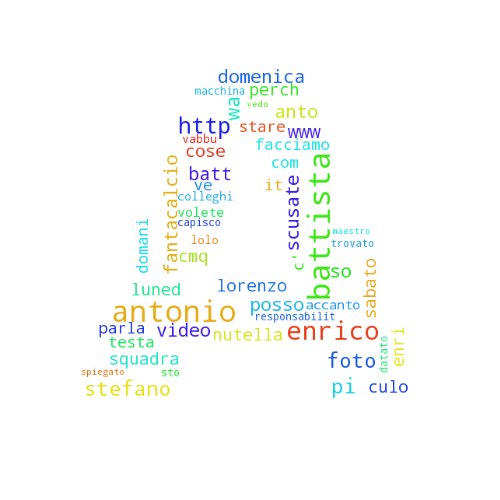 domenica
macchina perch
wa vedo
http anto
stare www
vabbu cose facciamo
batt com
fantacalcio ve it scusate battista
colleghi
volete
capisco maestro
domani lolo trovato
cmq c'
so
luned lorenzo sabato
antonio posso accanto
responsabilit
parla video nutella enrico
testa enri
squadra foto datato
spiegato sto
stefano pi culo